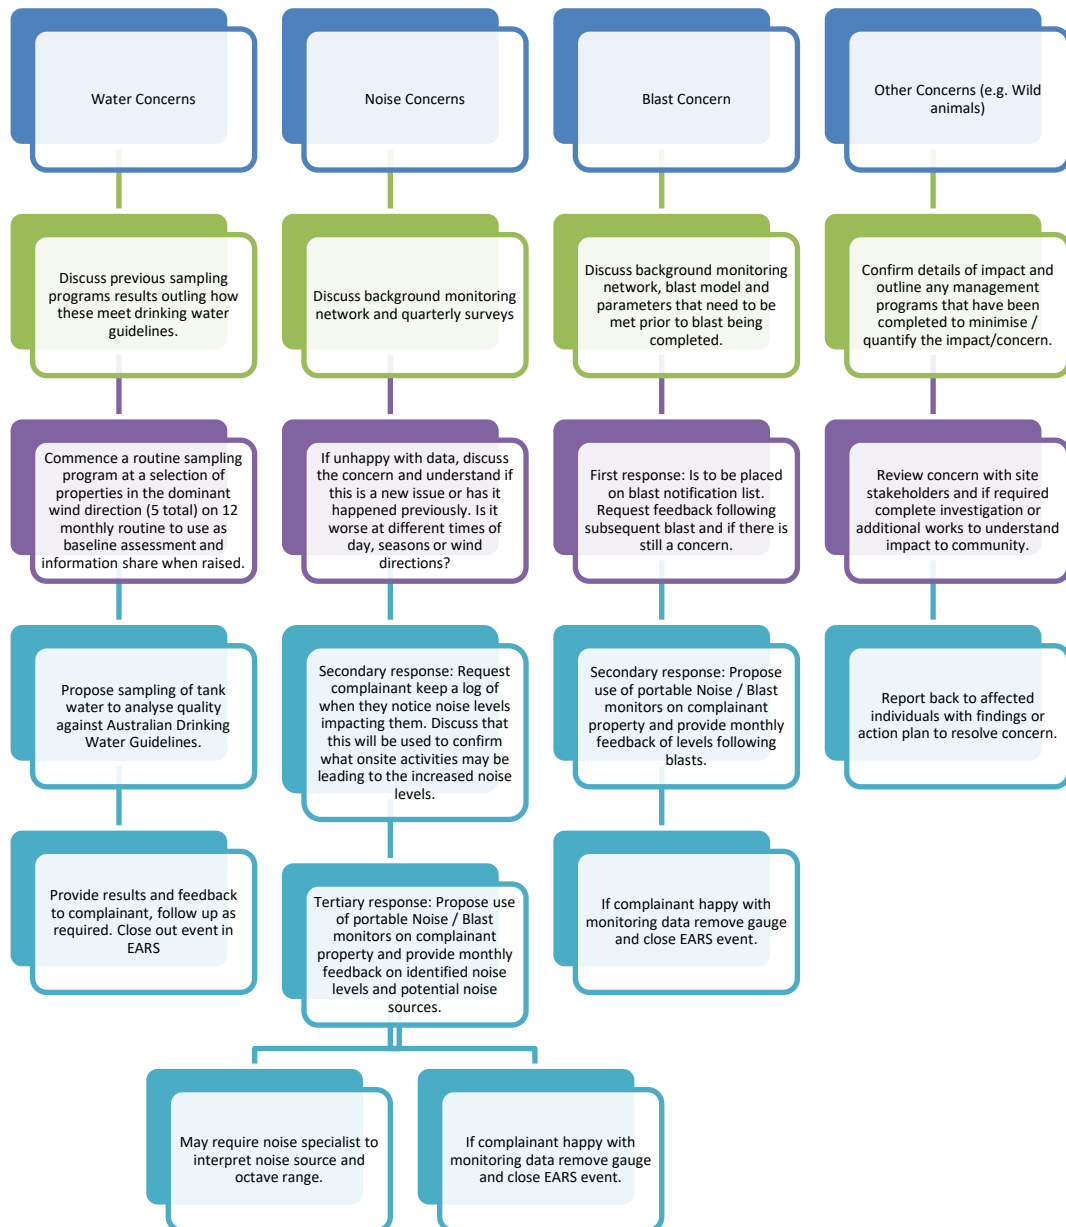 Water Concerns
Noise Concerns
Blast Concern
Other Concerns (e.g. Wild
animals)
Discuss previous sampling
programs results outling how
these meet drinking water
guidelines.
Discuss background monitoring
network and quarterly surveys
Discuss background monitoring
network, blast model and
parameters that need to be
met prior to blast being
completed.
Confirm details of impact and
outline any management
programs that have been
completed to minimise /
quantify the impact/concern.
Commence a routine sampling
program at a selection of
properties in the dominant
wind direction (5 total) on 12
monthly routine to use as
baseline assessment and
information share when raised.
If unhappy with data, discuss
the concern and understand if
this is a new issue or has it
happened previously. Is it
worse at different times of
day, seasons or wind
directions?
First response: Is to be placed
on blast notification list.
Request feedback following
subsequent blast and if there is
still a concern.
Review concern with site
stakeholders and if required
complete investigation or
additional works to understand
impact to community.
Propose sampling of tank
water to analyse quality
against Australian Drinking
Water Guidelines.
Secondary response: Request
complainant keep a log of
when they notice noise levels
impacting them. Discuss that
this will be used to confirm
what onsite activities may be
leading to the increased noise
levels.
Secondary response: Propose
use of portable Noise / Blast
monitors on complainant
property and provide monthly
feedback of levels following
blasts.
Report back to affected
individuals with findings or
action plan to resolve concern.
Provide results and feedback
to complainant, follow up as
required. Close out event in
EARS
Tertiary response: Propose use
of portable Noise / Blast
monitors on complainant
property and provide monthly
feedback on identified noise
levels and potential noise
sources.
If complainant happy with
monitoring data remove gauge
and close EARS event.
May require noise specialist to
interpret noise source and
octave range.
If complainant happy with
monitoring data remove gauge
and close EARS event.